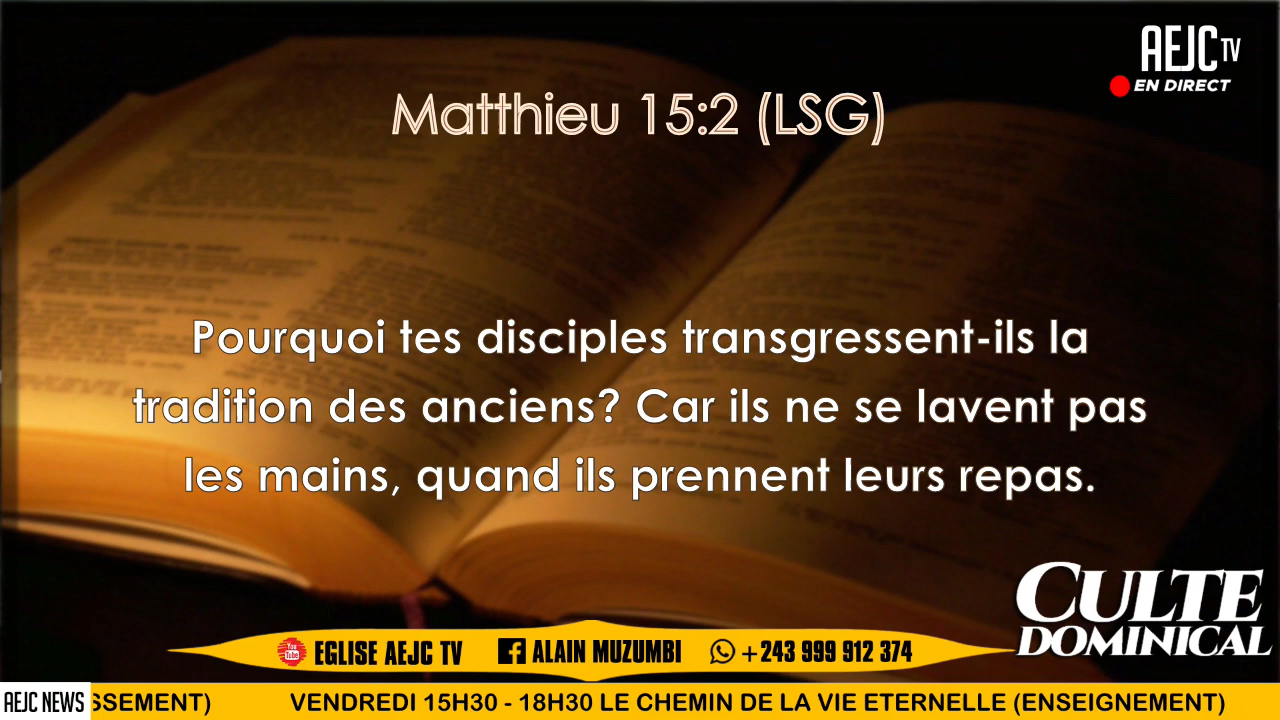 AEJC TV
EN DIRECT
Matthieu 15:2 (LSG)
Pourquoi tes disciples transgressent-ils la
tradition des anciens? Car ils ne se lavent pas
les mains, quand ils prennent leurs repas.
CULTE
DOMINICAL
You Tube EGLISE AEJC TV ALAIN MUZUMBI +243 999 912 374
AEJC NEWS SSEMENT) VENDREDI 15H30 - 18H30 LE CHEMIN DE LA VIE ETERNELLE (ENSEIGNEMENT)